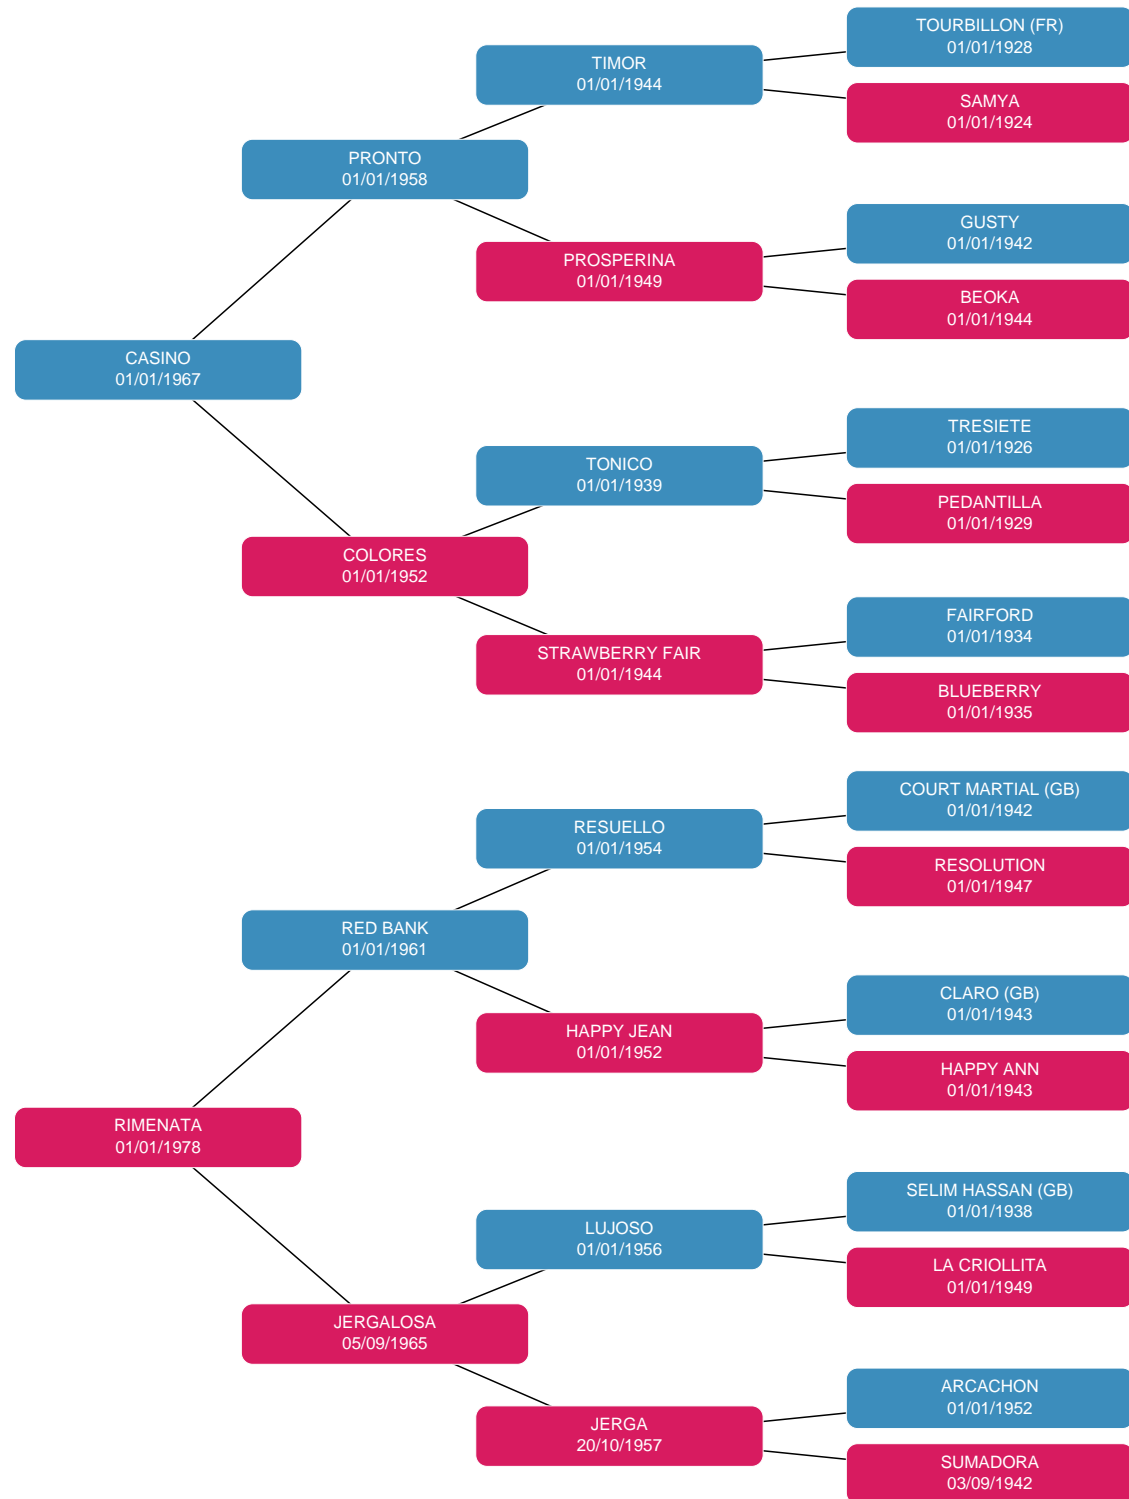 TOURBILLON (FR)
01/01/1928
TIMOR
01/01/1944
SAMYA
01/01/1924
PRONTO
01/01/1958
GUSTY
01/01/1942
PROSPERINA
01/01/1949
BEOKA
01/01/1944
CASINO
01/01/1967
TRESIETE
01/01/1926
TONICO
01/01/1939
PEDANTILLA
01/01/1929
COLORES
01/01/1952
FAIRFORD
01/01/1934
STRAWBERRY FAIR
01/01/1944
BLUEBERRY
01/01/1935
COURT MARTIAL (GB)
01/01/1942
RESUELLO
01/01/1954
RESOLUTION
01/01/1947
RED BANK
01/01/1961
CLARO (GB)
01/01/1943
HAPPY JEAN
01/01/1952
HAPPY ANN
01/01/1943
RIMENATA
01/01/1978
SELIM HASSAN (GB)
01/01/1938
LUJOSO
01/01/1956
LA CRIOLLITA
01/01/1949
JERGALOSA
05/09/1965
ARCACHON
01/01/1952
JERGA
20/10/1957
SUMADORA
03/09/1942